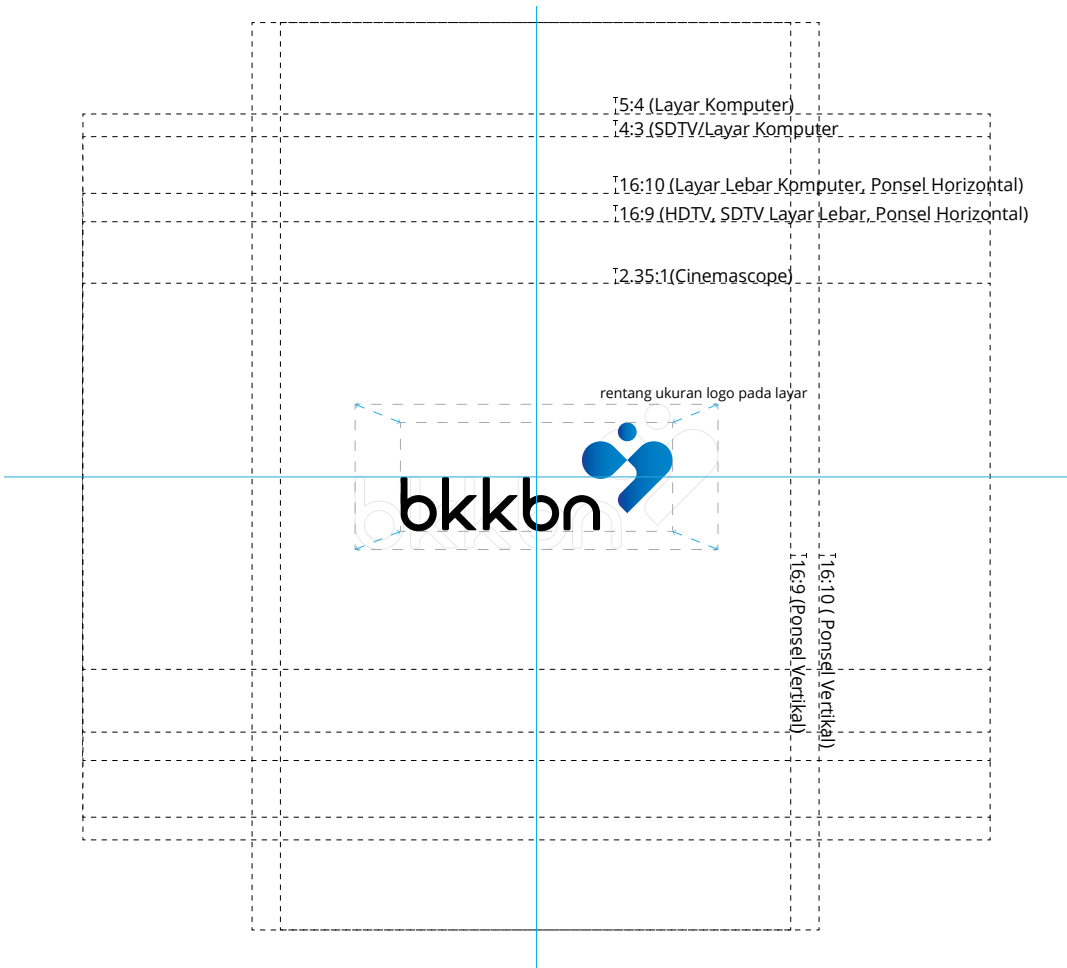 5:4 (Layar Komputer)
4:3 (SDTV/Layar Komputer
16:10 (Layar Lebar Komputer, Ponsel Horizontal)
16:9 (HDTV, SDTV Layar Lebar, Ponsel Horizontal)
2.35:1(Cinemascope)
rentang ukuran logo pada layar
bkkbn
16:9 (Ponsel Vertikal)
16:10 ( Ponsel Vertikal)